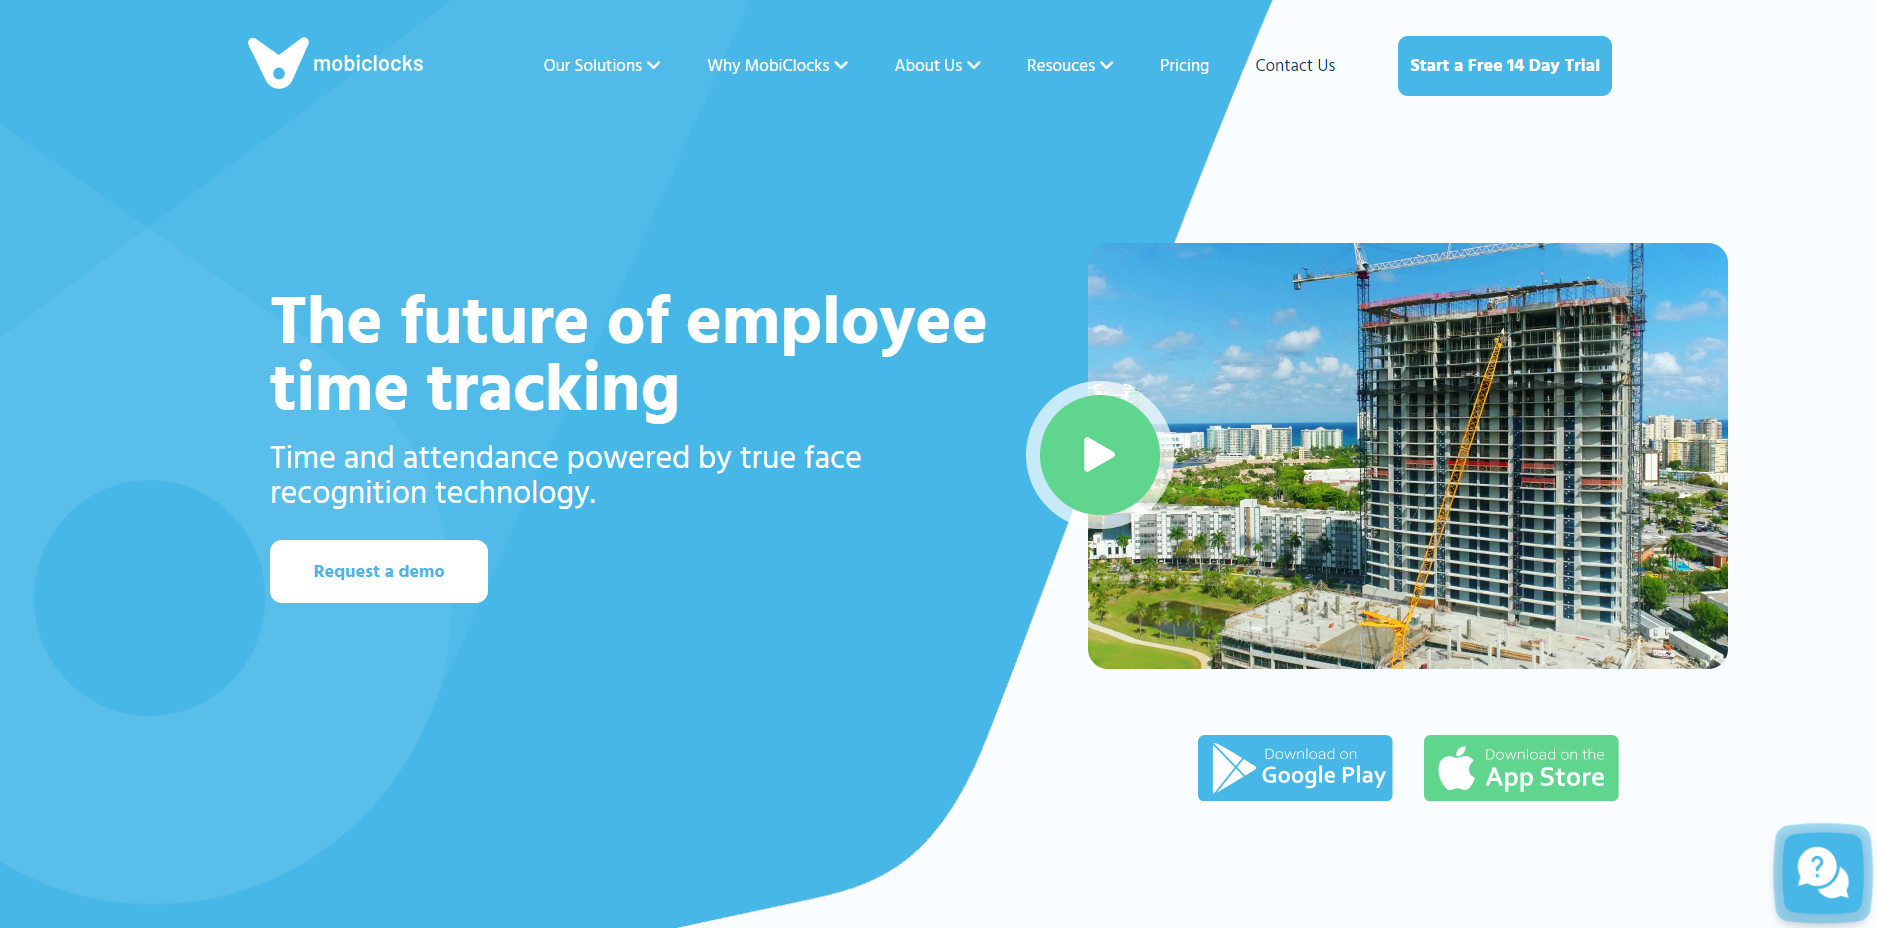 mobiclocks
Our Solutions
Why MobiClocks
About Us
Resouces
Pricing
Contact Us
Start a Free 14 Day Trial
The future of employee
time tracking
Time and attendance powered by true face
recognition technology.
Request a demo
Download on
Google Play
Download on the
App Store
?